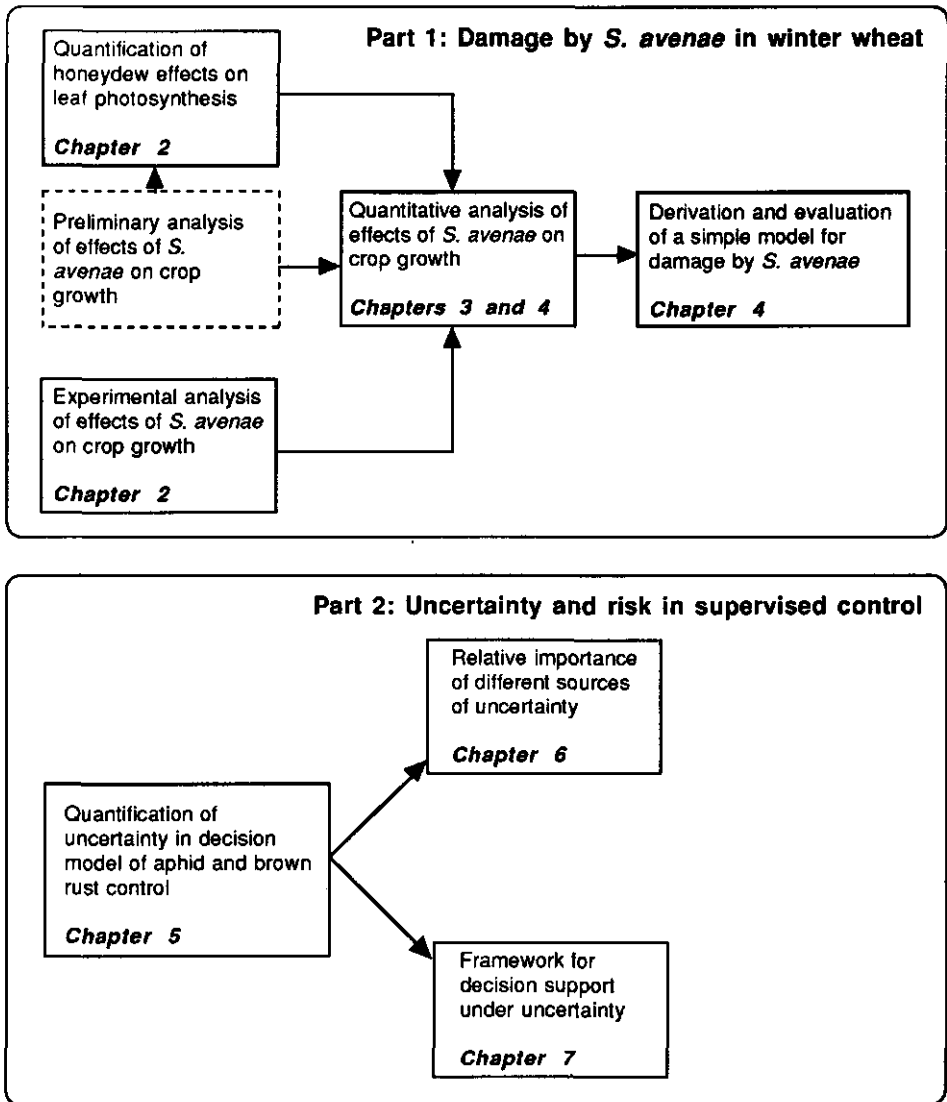 Part 1: Damage by S. avenae in winter wheat
Quantification of
honeydew effects on
leaf photosynthesis
Chapter 2
Preliminary analysis
of effects of S.
avenae on crop
growth
Quantitative analysis of
effects of S. avenae on
crop growth
Chapters 3 and 4
Derivation and evaluation
of a simple model for
damage by S. avenae
Chapter 4
Experimental analysis
of effects of S. avenae
on crop growth
Chapter 2
Part 2: Uncertainty and risk in supervised control
Relative importance
of different sources
of uncertainty
Chapter 6
Quantification of
uncertainty in decision
model of aphid and brown
rust control
Chapter 5
Framework for
decision support
under uncertainty
Chapter 7